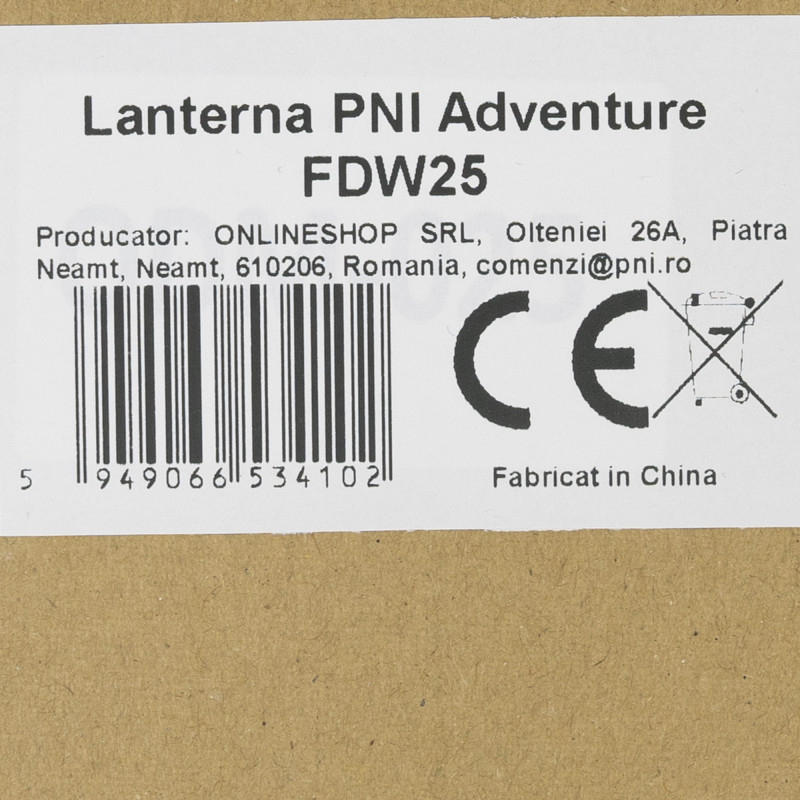 Lanterna PNI Adventure
FDW25
Producator: ONLINESHOP SRL, Olteniei 26A, Piatra
Neamt, Neamt, 610206, Romania, comenzi@pni.ro
CE
5 949066 534102
Fabricat in China